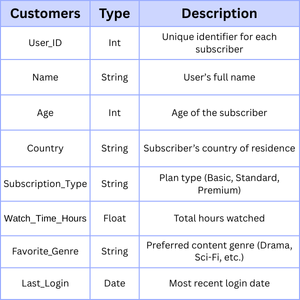 Customers Type Description
User_ID Int Unique identifier for each
subscriber
Name String User's full name
Age Int Age of the subscriber
Country String Subscriber's country of residence
Subscription_Type String Plan type (Basic, Standard,
Premium)
Watch_Time_Hours Float Total hours watched
Favorite_Genre String Preferred content genre (Drama,
Sci-Fi, etc.)
Last_Login Date Most recent login date